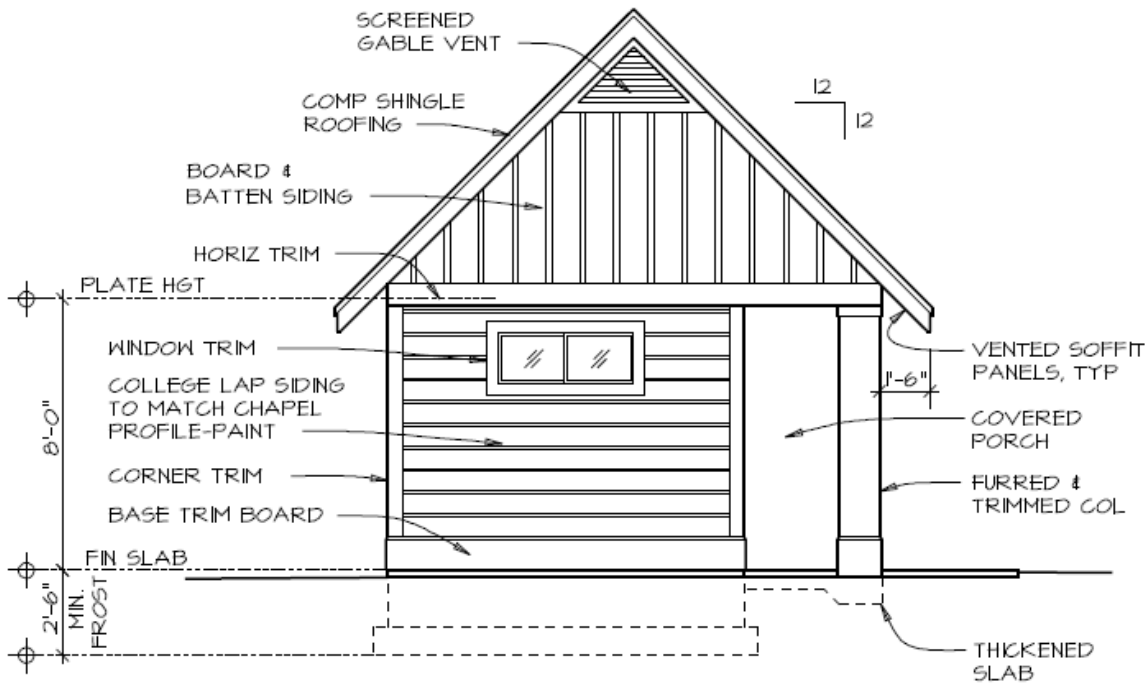 SCREENED
GABLE VENT
COMP SHINGLE
ROOFING
12
12
BOARD &
BATTEN SIDING
HORIZ TRIM
PLATE HGT
WINDOW TRIM
COLLEGE LAP SIDING
TO MATCH CHAPEL
PROFILE-PAINT
CORNER TRIM
BASE TRIM BOARD
FIN SLAB
8'-0"
2'-6"
MIN.
FROST
VENTED SOFFIT
PANELS, TYP
1'-6"
COVERED
PORCH
FURRED &
TRIMMED COL
THICKENED
SLAB